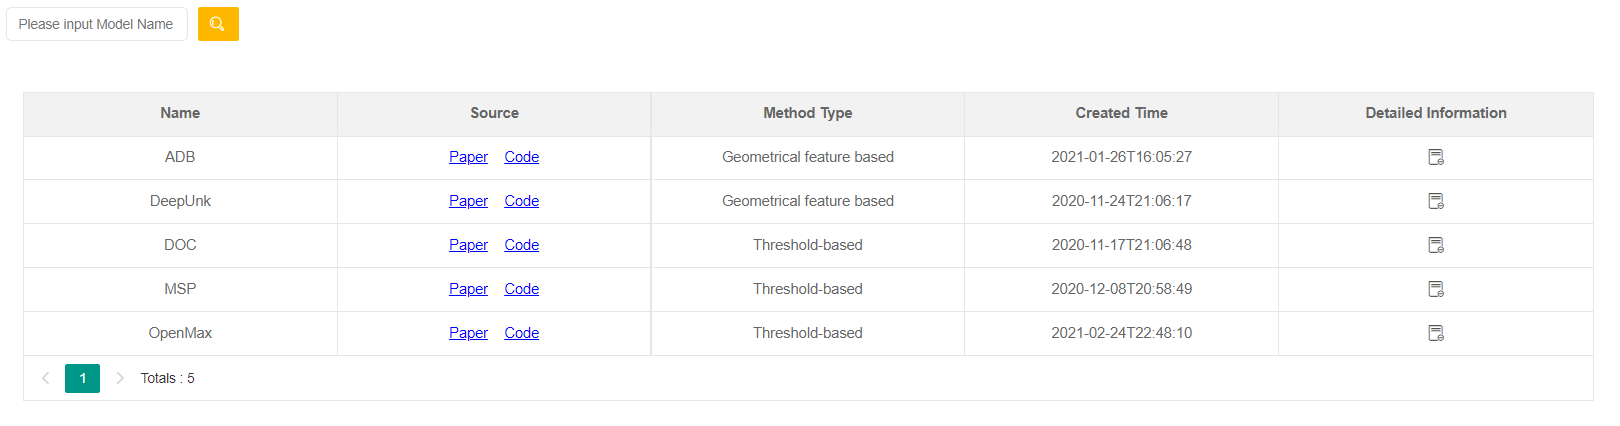 Please input Model Name
Name Source Method Type Created Time Detailed Information
ADB Paper Code Geometrical feature based 2021-01-26T16:05:27
DeepUnk Paper Code Geometrical feature based 2020-11-24T21:06:17
DOC Paper Code Threshold-based 2020-11-17T21:06:48
MSP Paper Code Threshold-based 2020-12-08T20:58:49
OpenMax Paper Code Threshold-based 2021-02-24T22:48:10
1 Totals : 5